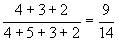 4 + 3 + 2
4 + 5 + 3 + 2
= 9
14